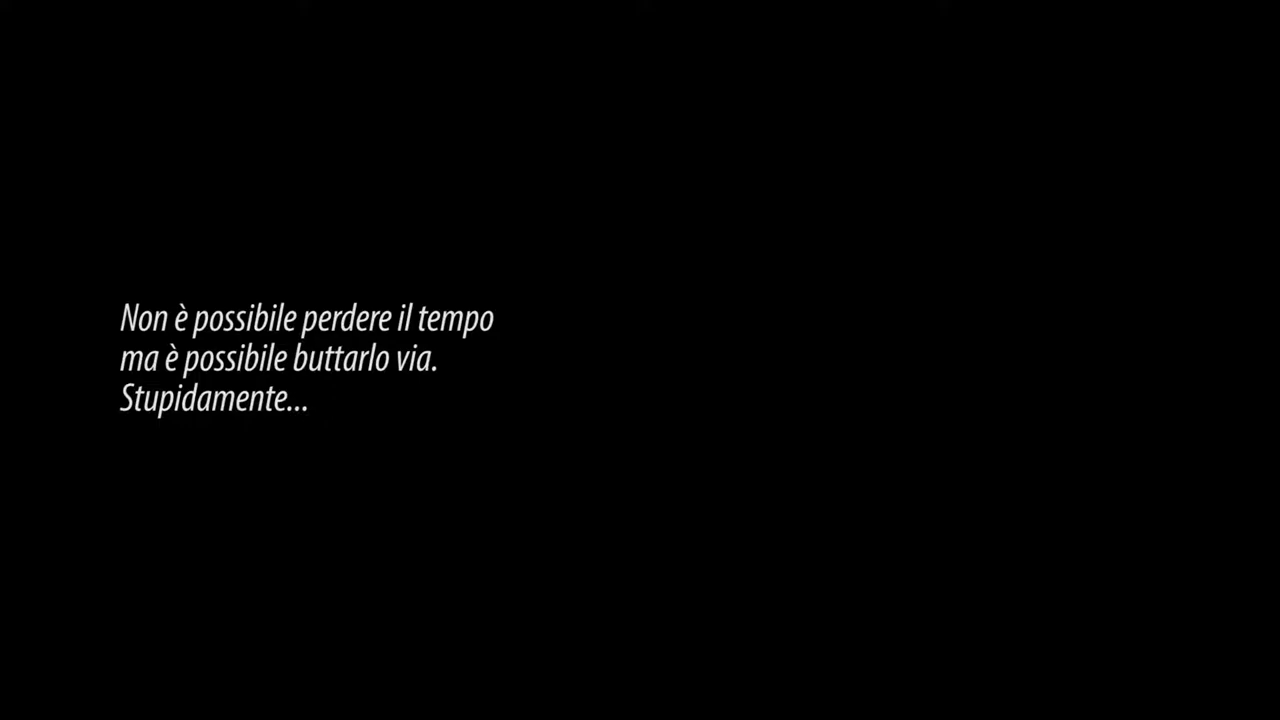 Non è possibile perdere il tempo
ma è possibile buttarlo via.
Stupidamente...